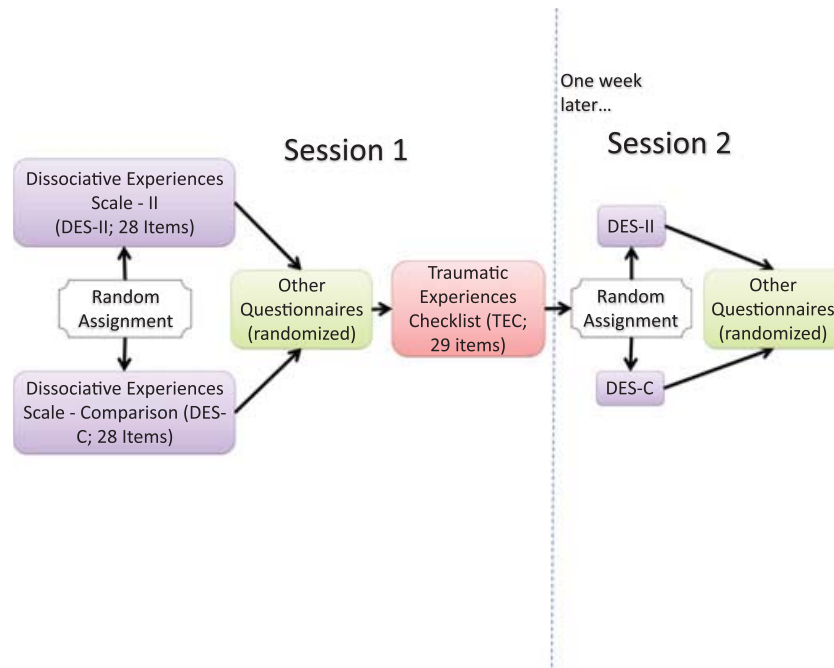 One week
later...
Session 1
Session 2
Dissociative Experiences
Scale - II
(DES-II; 28 Items)
Random
Assignment
Dissociative Experiences
Scale - Comparison (DES-
C; 28 Items)
Other
Questionnaires
(randomized)
Traumatic
Experiences
Checklist (TEC;
29 items)
DES-II
Random
Assignment
DES-C
Other
Questionnaires
(randomized)